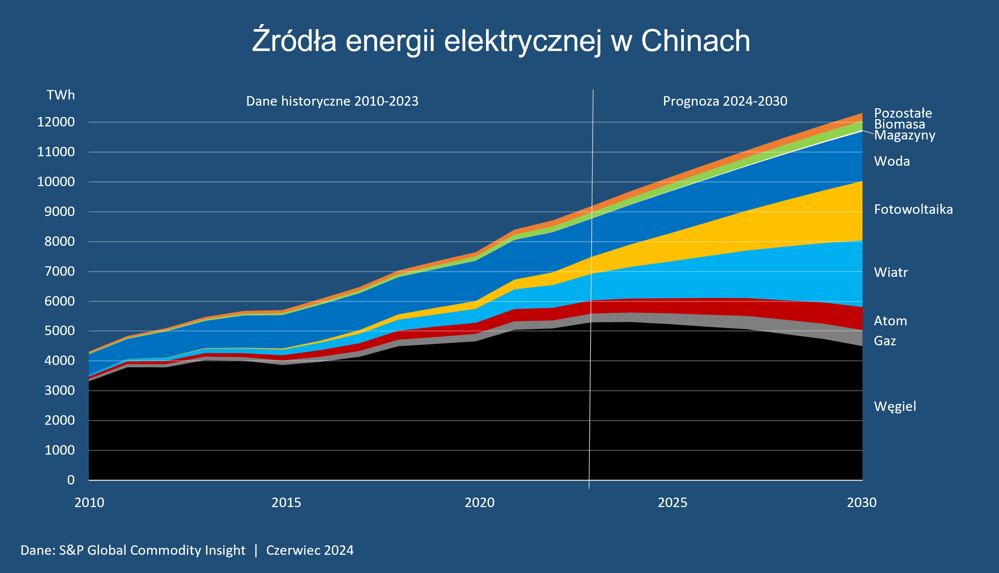 Źródła energii elektrycznej w Chinach
TWh
Dane historyczne 2010-2023
Prognoza 2024-2030
12000
11000
10000
9000
8000
7000
6000
5000
4000
3000
2000
1000
0
Pozostałe
Biomasa
Magazyny
Woda
Fotowoltaika
Wiatr
Atom
Gaz
Węgiel
2010
2015
2020
2025
2030
Dane: S&P Global Commodity Insight | Czerwiec 2024